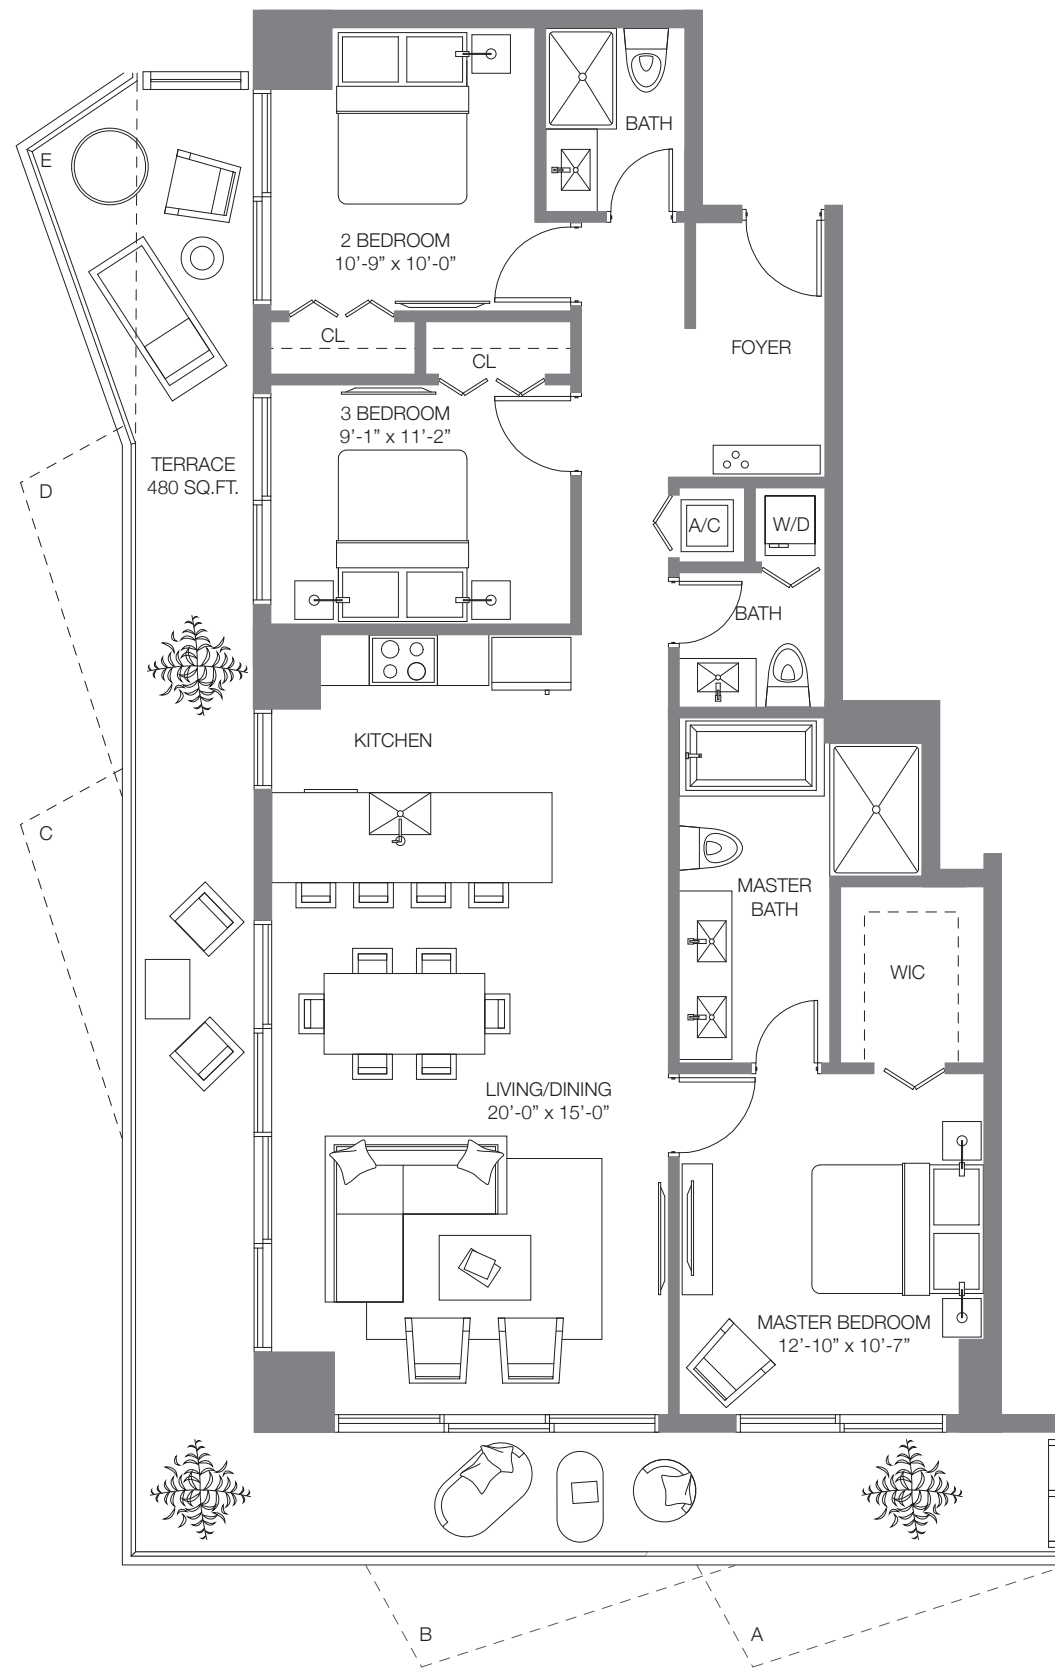 BATH
E
2 BEDROOM
10'-9” x 10'-0”
CL
FOYER
CL
3 BEDROOM
9'-1” x 11'-2”
TERRACE
480 SQ.FT.
D
A/C
W/D
BATH
KITCHEN
C
MASTER
BATH
WIC
LIVING/DINING
20'-0” x 15'-0”
MASTER BEDROOM
12'-10” x 10'-7”
B
A